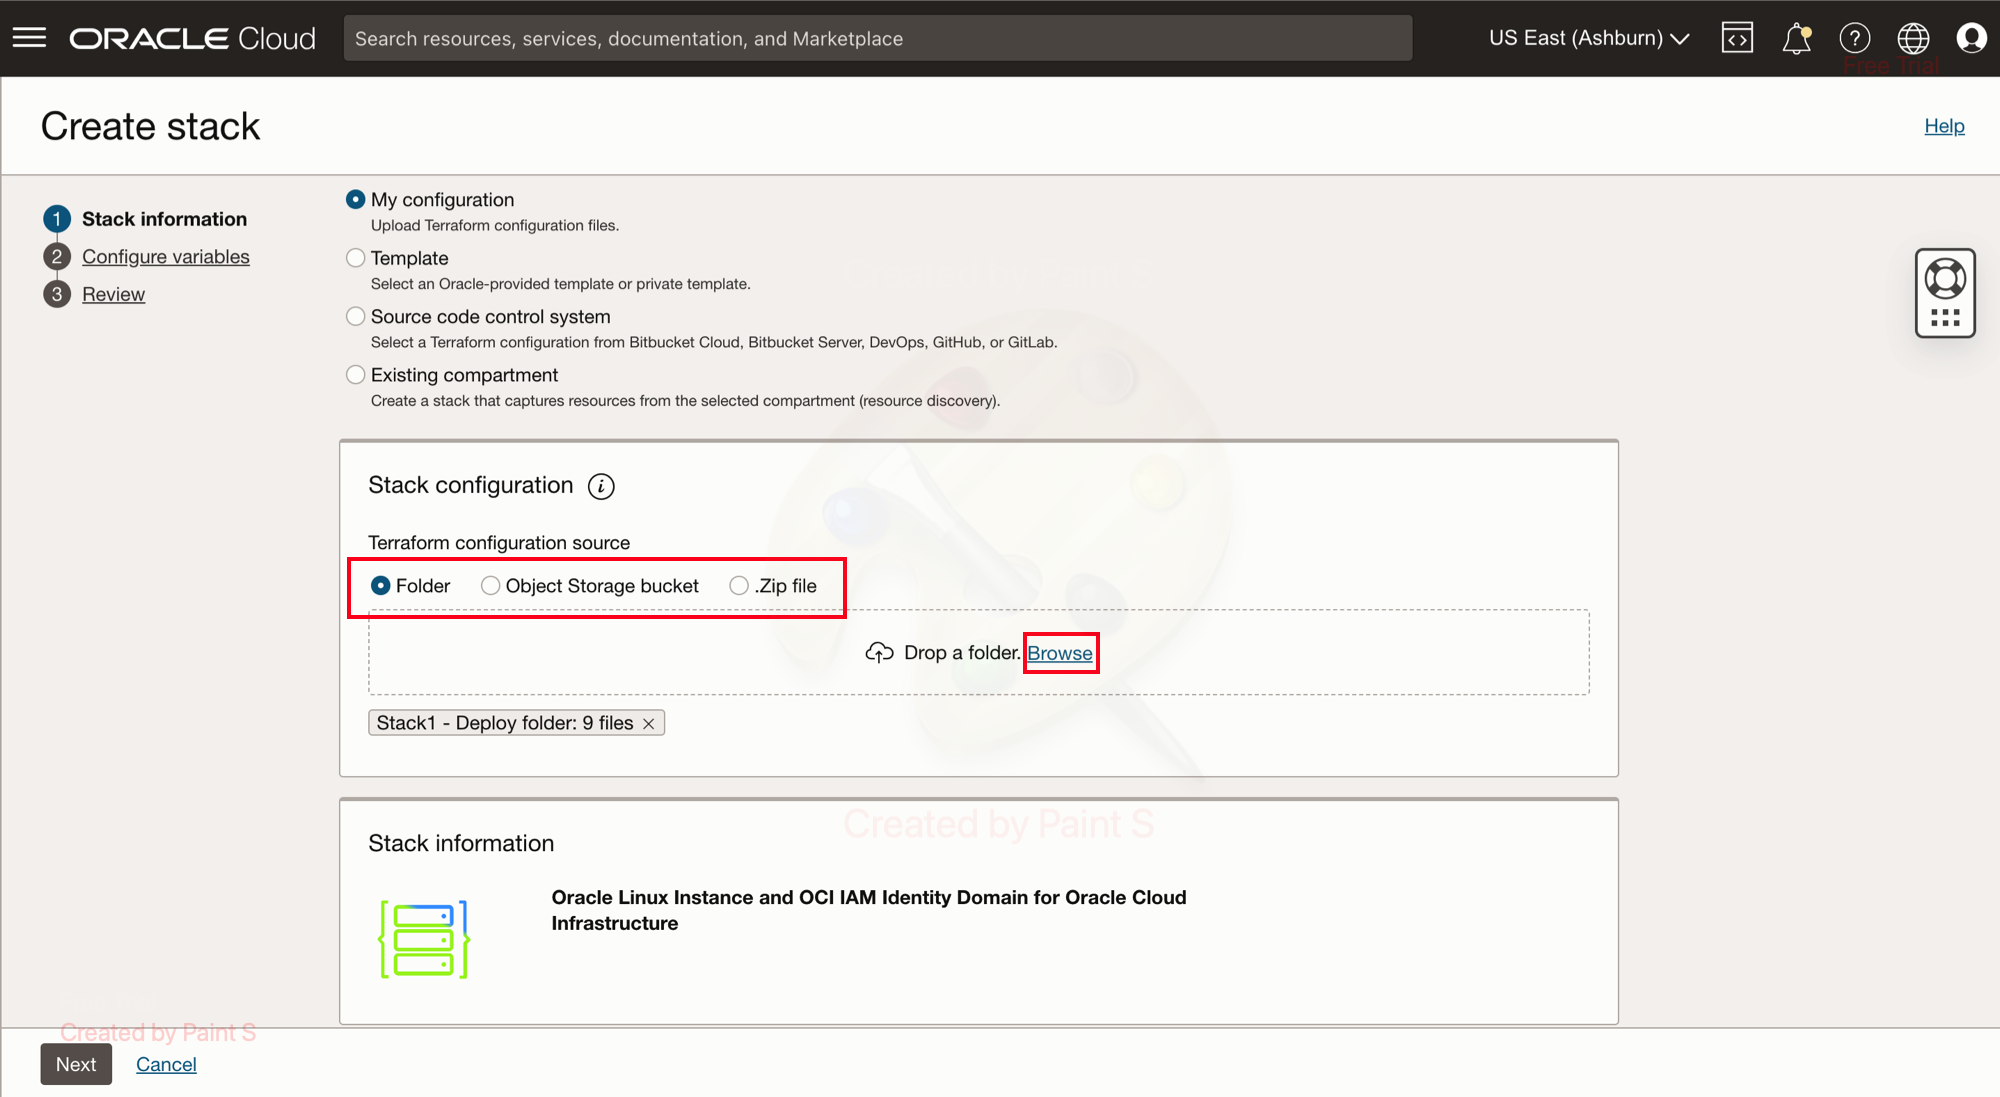 ORACLE Cloud
Search resources, services, documentation, and Marketplace
US East (Ashburn)
Free Trial
Create stack
Help
1 Stack information
2 Configure variables
3 Review
My configuration
Upload Terraform configuration files.
Template
Select an Oracle-provided template or private template.
Source code control system
Select a Terraform configuration from Bitbucket Cloud, Bitbucket Server, DevOps, GitHub, or GitLab.
Existing compartment
Create a stack that captures resources from the selected compartment (resource discovery).
Stack configuration
Terraform configuration source
Folder Object Storage bucket .Zip file
Drop a folder. Browse
Stack1 - Deploy folder: 9 files ×
Created by Paint S
Stack information
Oracle Linux Instance and OCI IAM Identity Domain for Oracle Cloud
Infrastructure
Created by Paint S
Next Cancel